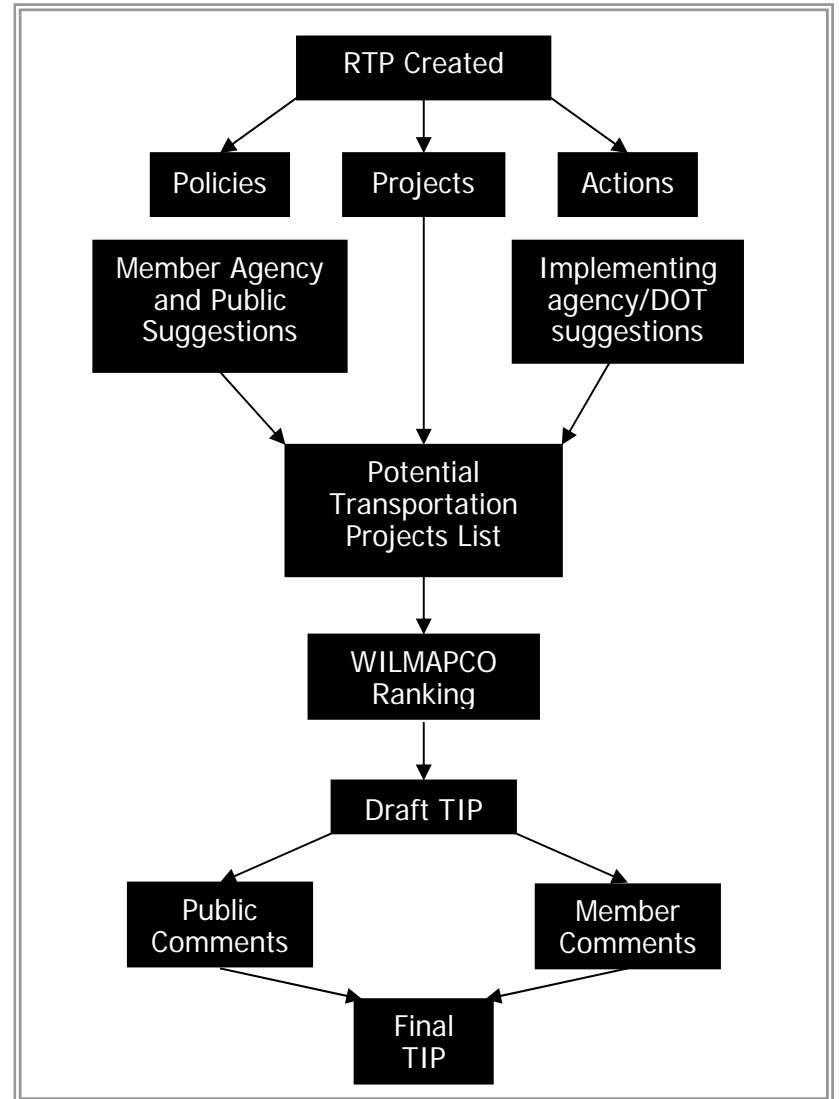 RTP Created
Policies
Projects
Actions
Member Agency
and Public
Suggestions
Implementing
agency/DOT
suggestions
Potential
Transportation
Projects List
WILMAPCO
Ranking
Draft TIP
Public
Comments
Member
Comments
Final
TIP